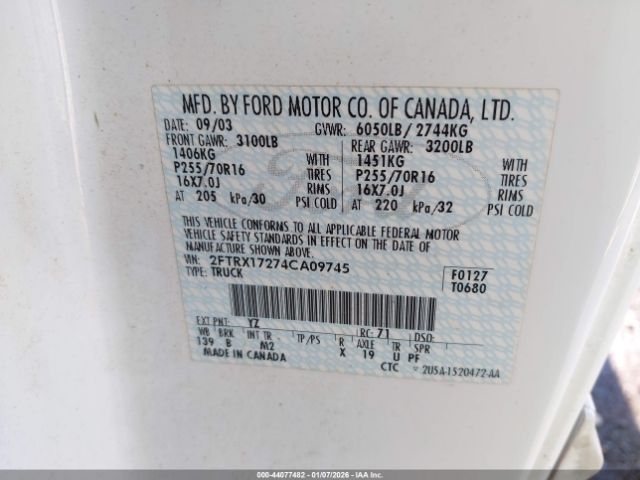 MFD. BY FORD MOTOR CO. OF CANADA, LTD.
DATE: 09/03 GVWR: 6050LB/ 2744KG
FRONT GAWR: 3100LB REAR GAWR: 3200LB
1406KG WITH 1451KG WITH
P255/70R16 TIRES P255/70R16 TIRES
16X7.0J RIMS 16X7.0J RIMS
AT 205 kPa/30 PSI COLD AT 220 kPa/32 PSI COLD
THIS VEHICLE CONFORMS TO ALL APPLICABLE FEDERAL MOTOR
VEHICLE SAFETY STANDARDS IN EFFECT ON THE DATE OF
MANUFACTURE SHOWN ABOVE.
VIN: 2FTRX17274CA09745 F0127
TYPE: TRUCK T0680
EXT PNT: YZ RC: 71 DSO:
WB BRK INT TR TP/PS R AXLE TR SPR
139 B M2 X 19 U PF
MADE IN CANADA CTC 2U5A-1520472-AA
000-44077482 - 01/07/2026 - IAA Inc.